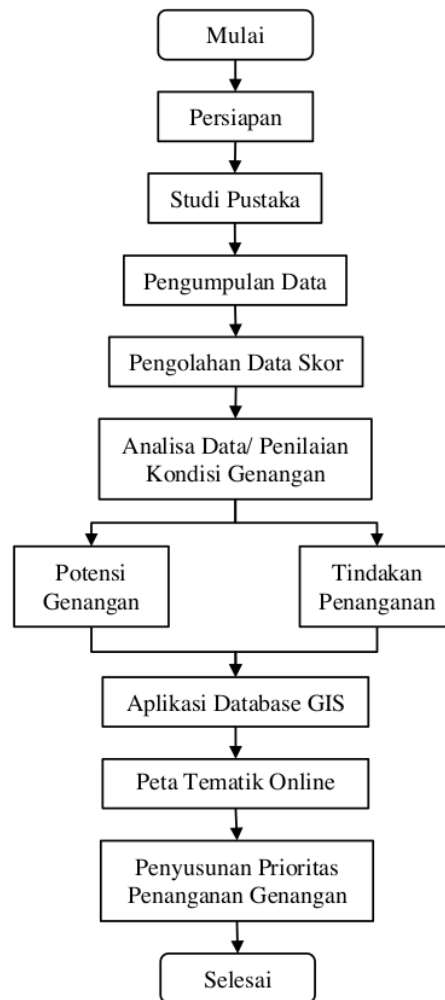 Mulai
Persiapan
Studi Pustaka
Pengumpulan Data
Pengolahan Data Skor
Analisa Data/ Penilaian
Kondisi Genangan
Potensi
Genangan
Tindakan
Penanganan
Aplikasi Database GIS
Peta Tematik Online
Penyusunan Prioritas
Penanganan Genangan
Selesai